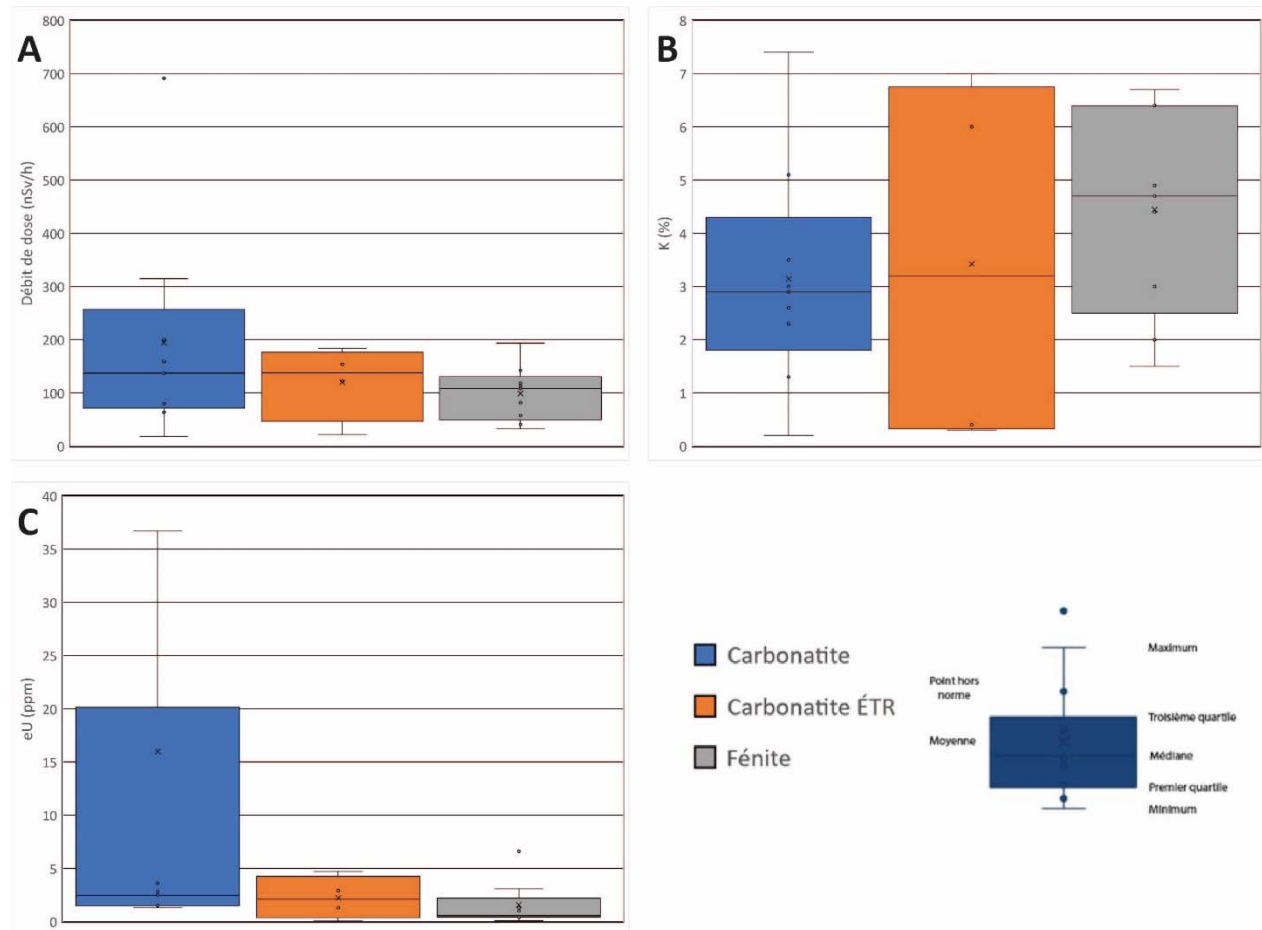 A
800
700
600
500
400
300
200
100
0
Débit de dose (nSv/h)
B
8
7
6
5
4
3
2
1
0
K (%)
C
40
35
30
25
20
15
10
5
0
eU (ppm)
Carbonatite
Carbonatite ÉTR
Fénite
Point hors
norme
Moyenne
Maximum
Troisième quartile
Médiane
Premier quartile
Minimum